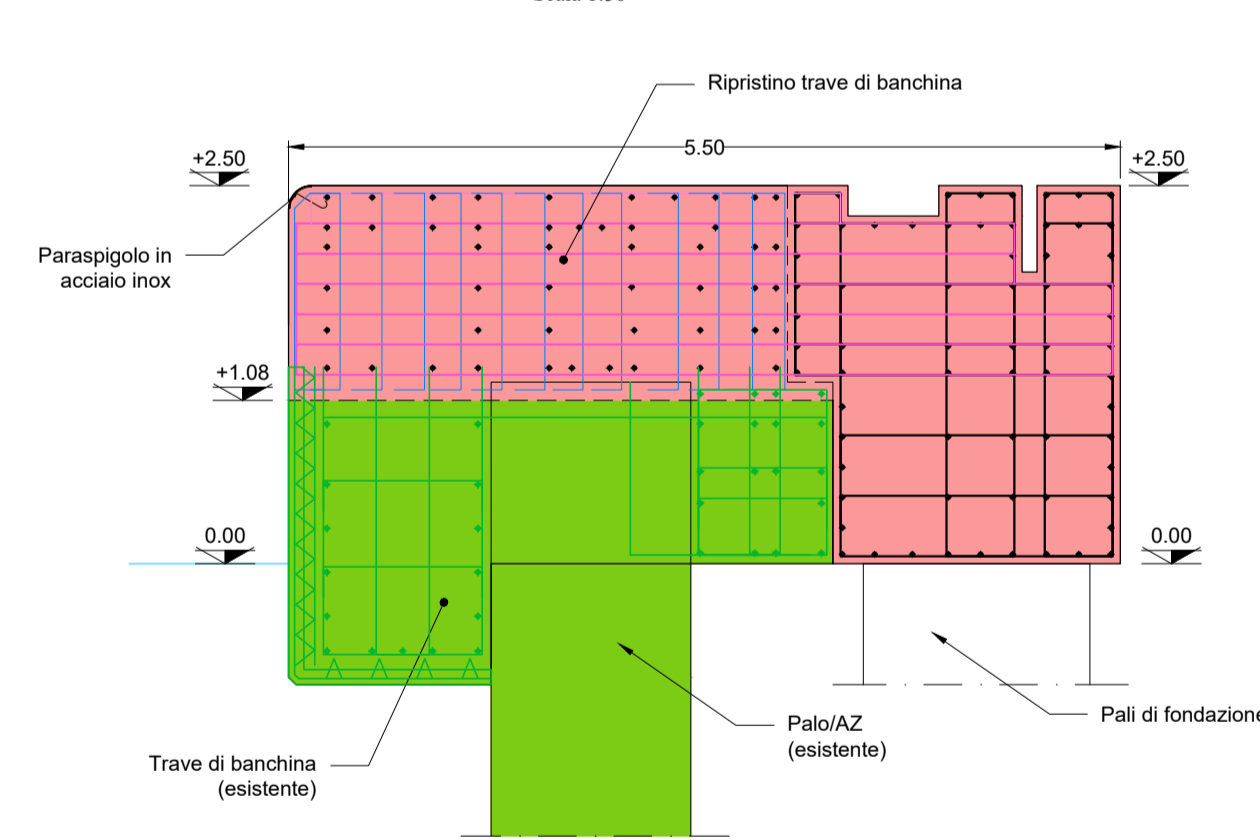 Ripristino trave di banchina
5.50
+2.50
+2.50
Paraspigolo in
acciaio inox
+1.08
0.00
0.00
Palo/AZ
(esistente)
Pali di fondazione
Trave di banchina
(esistente)